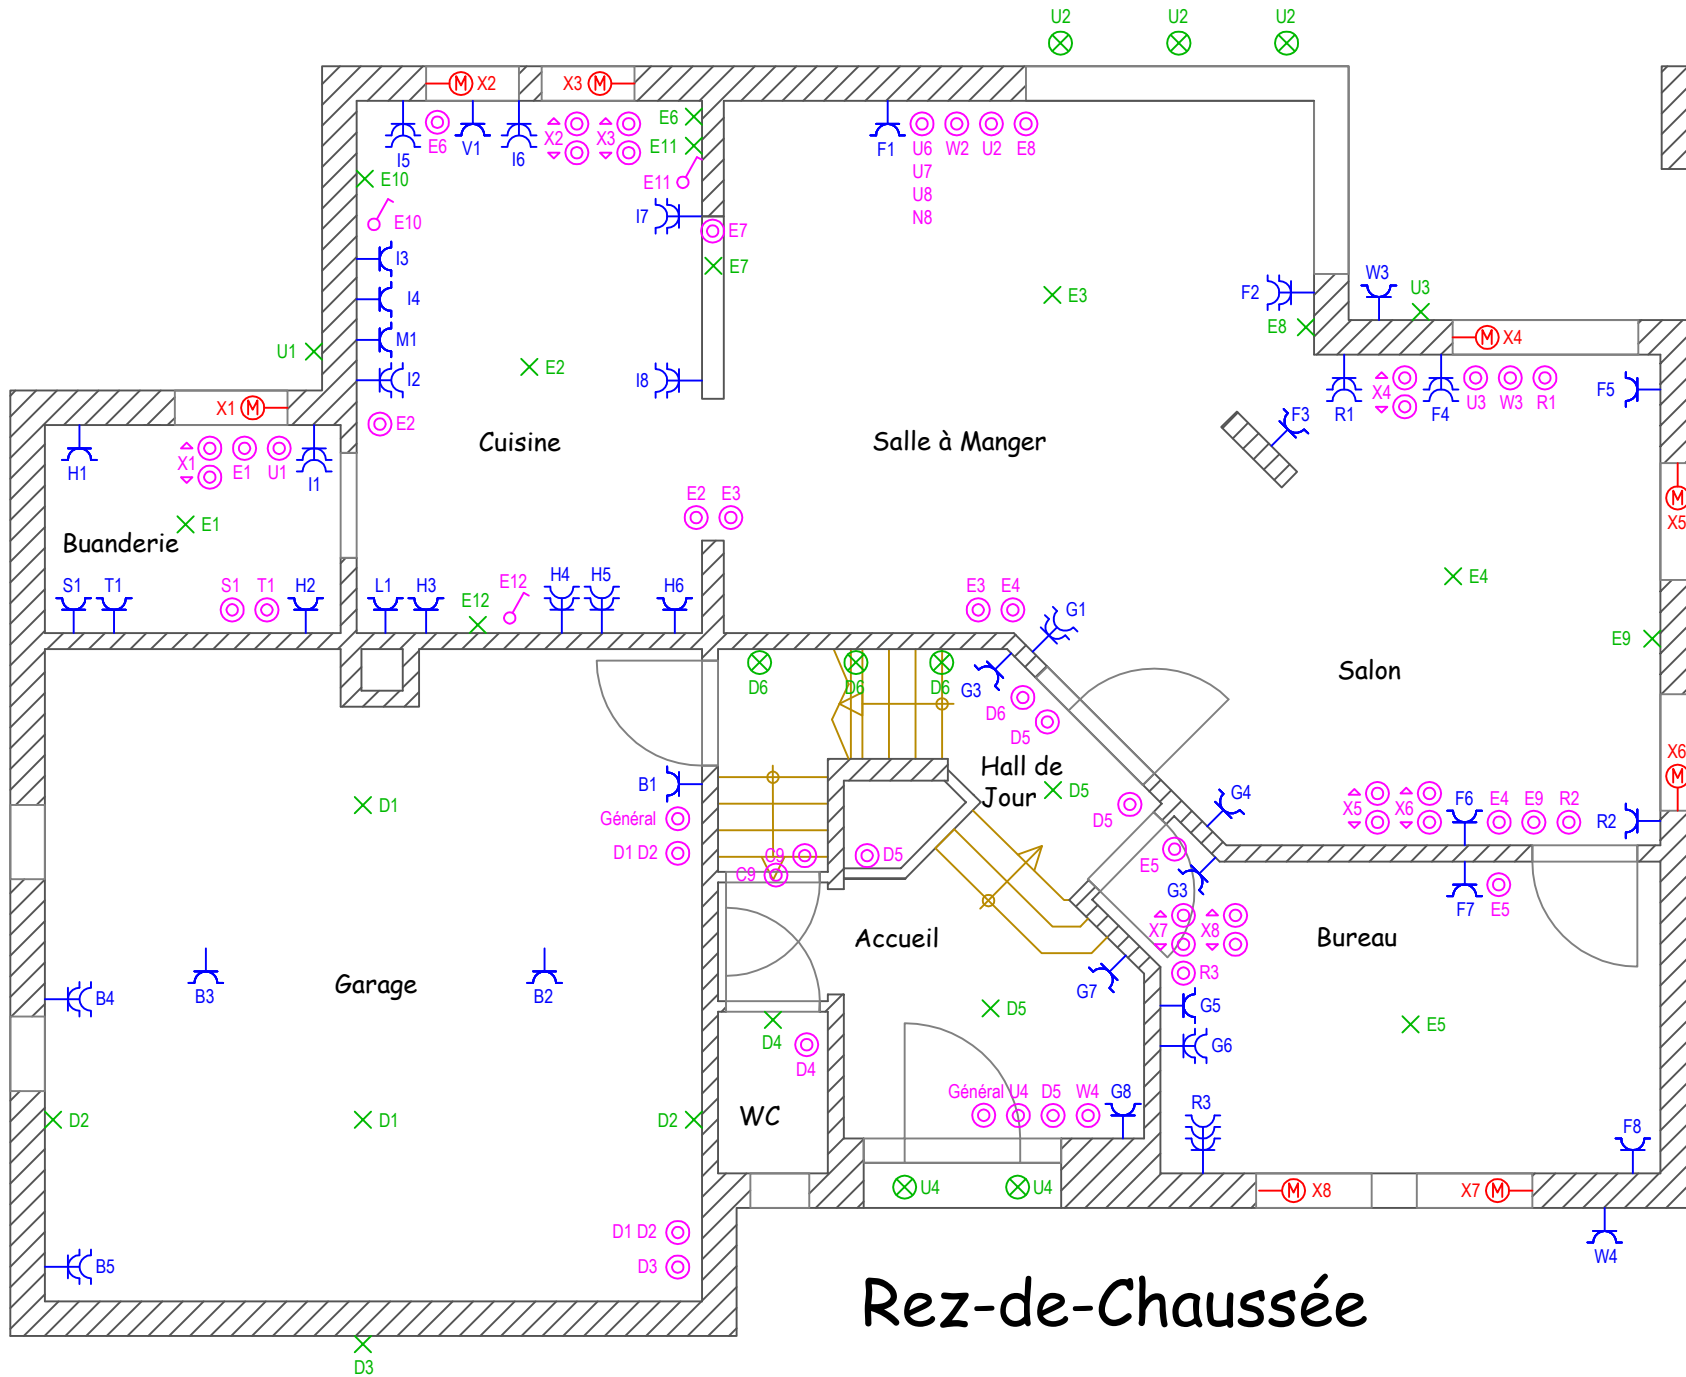 U2 U2 U2
X2 X3
E6
I5 E6 V1 I6 X2 X3 E11 F1 U6 W2 U2 E8
U7
E10 E11
U8
E10 I7 N8
E7
I3 E7 W3
I4 E3 F2 U3
E8
M1 X4
U1 E2 I8
I2 X4 F5
X1 R1 F4 U3 W3 R1
E2 F3
Cuisine Salle à Manger
H1 X1 E1 U1 I1
E2 E3
X5
E1
Buanderie
E4
S1 T1 S1 T1 H2 L1 H3 E12 H4 H5 H6 E3 E4 G1
E12
E9
Salon
G3
D6 D6 D6
D6
D5
X6
Hall de
Jour
B1 D5
G4 X5 X6 F6 E4 E9 R2 R2
D1 Général D5
D1 D2 C9 D5 E5
C9 G3 F7 E5
X7 X8
Accueil Bureau
R3
Garage G7
B4 B3 B2 G5
D5
E5
D4 G6
D4
Général U4 D5 W4 G8 R3
D2 D1 D2 WC F8
U4 U4 X8 X7
D1 D2
W4
B5 D3
Rez-de-Chaussée
D3